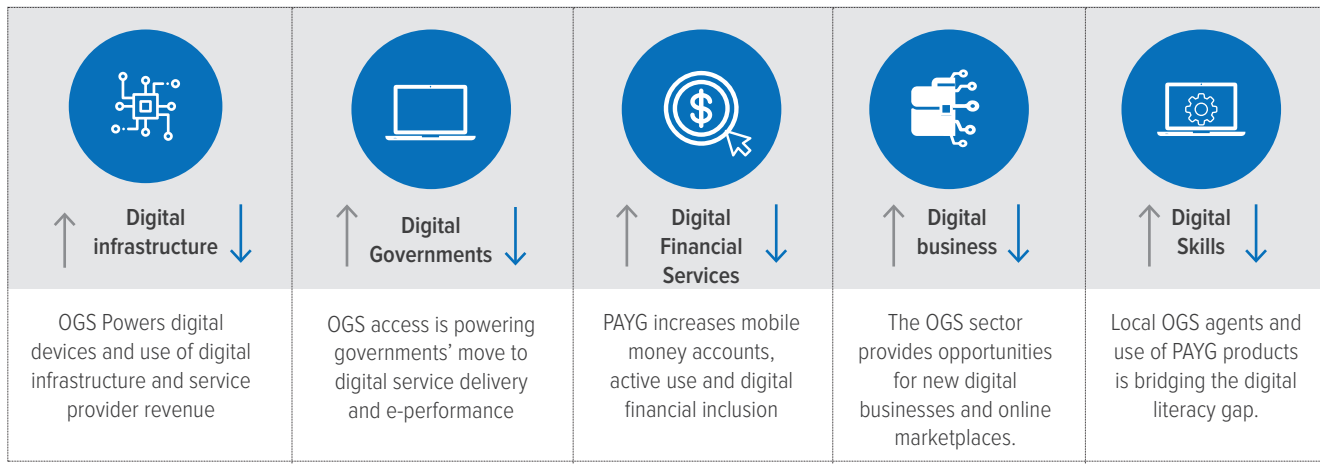 Digital
infrastructure
Digital
Governments
$
Digital
Financial
Services
Digital
business
Digital
Skills
OGS Powers digital
devices and use of digital
infrastructure and service
provider revenue
OGS access is powering
governments’ move to
digital service delivery
and e-performance
PAYG increases mobile
money accounts,
active use and digital
financial inclusion
The OGS sector
provides opportunities
for new digital
businesses and online
marketplaces.
Local OGS agents and
use of PAYG products
is bridging the digital
literacy gap.